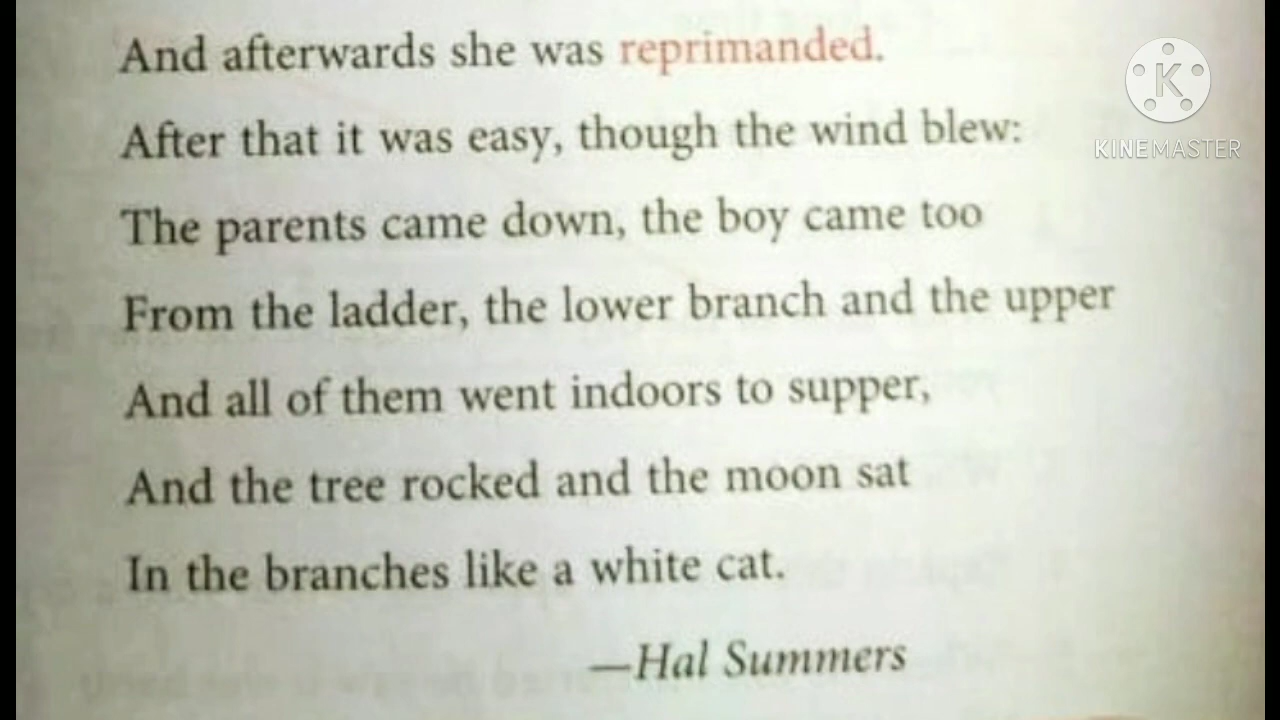 And afterwards she was reprimanded.
After that it was easy, though the wind blew:
The parents came down, the boy came too
From the ladder, the lower branch and the upper
And all of them went indoors to supper,
And the tree rocked and the moon sat
In the branches like a white cat.
—Hal Summers
K
KINEMASTER